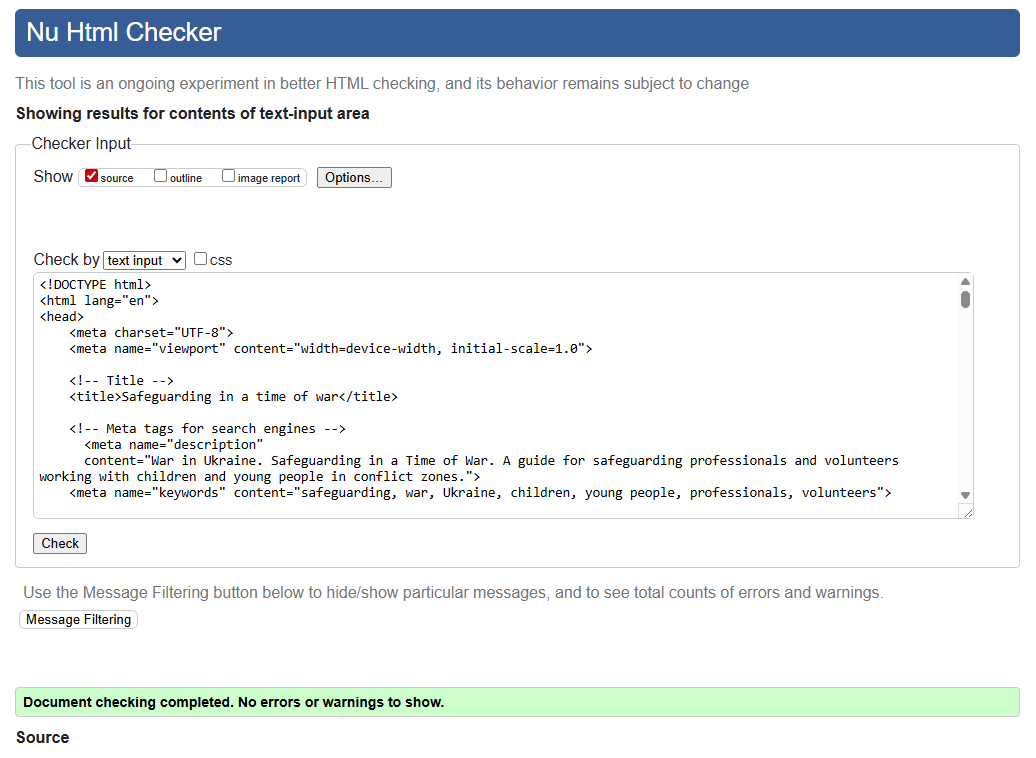 Nu Html Checker
This tool is an ongoing experiment in better HTML checking, and its behavior remains subject to change
Showing results for contents of text-input area
Checker Input
Show source outline image report Options...
Check by text input css
<!DOCTYPE html>
<html lang="en">
<head>
    <meta charset="UTF-8">
    <meta name="viewport" content="width=device-width, initial-scale=1.0">
    <!-- Title -->
    <title>Safeguarding in a time of war</title>
    <!-- Meta tags for search engines -->
      <meta name="description"
      content="War in Ukraine. Safeguarding in a Time of War. A guide for safeguarding professionals and volunteers
working with children and young people in conflict zones.">
    <meta name="keywords" content="safeguarding, war, Ukraine, children, young people, professionals, volunteers">
Check
Use the Message Filtering button below to hide/show particular messages, and to see total counts of errors and warnings.
Message Filtering
Document checking completed. No errors or warnings to show.
Source